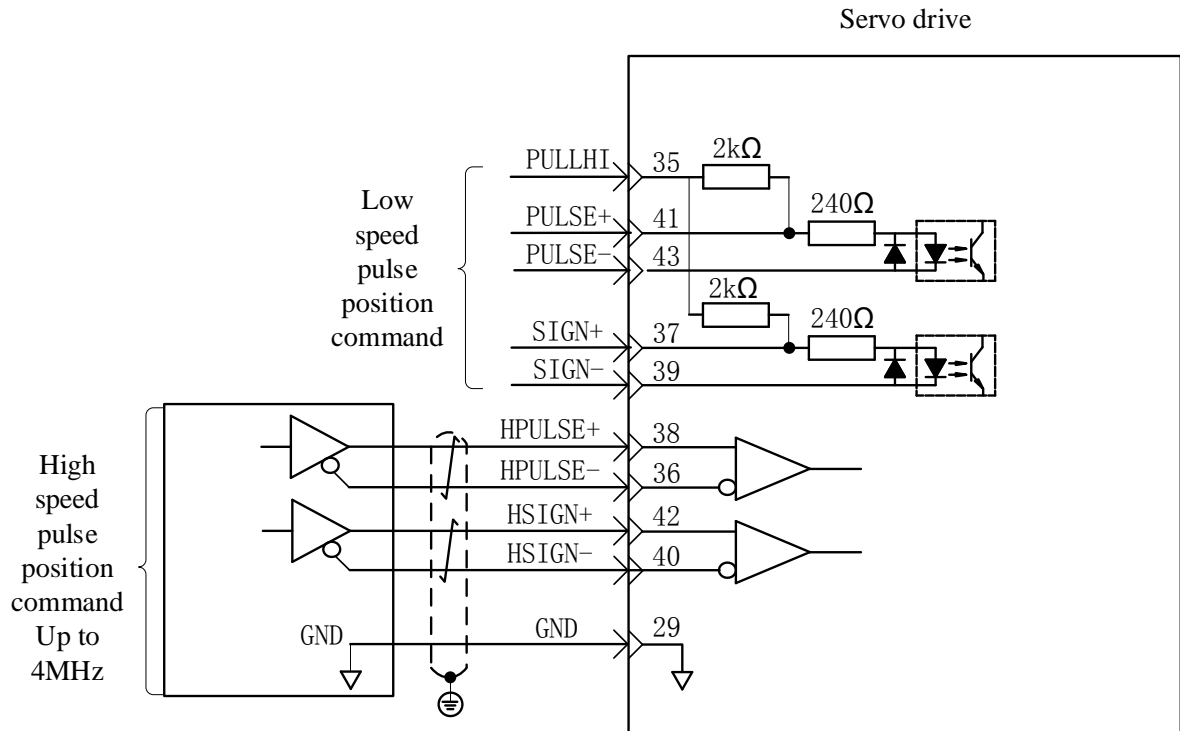 Servo drive
PULLHI 35 2kΩ
PULSE+ 41 240Ω
PULSE- 43
2kΩ
SIGN+ 37 240Ω
SIGN- 39
Low
speed
pulse
position
command
HPULSE+ 38
HPULSE- 36
HSIGN+ 42
HSIGN- 40
GND GND 29
High
speed
pulse
position
command
Up to
4MHz